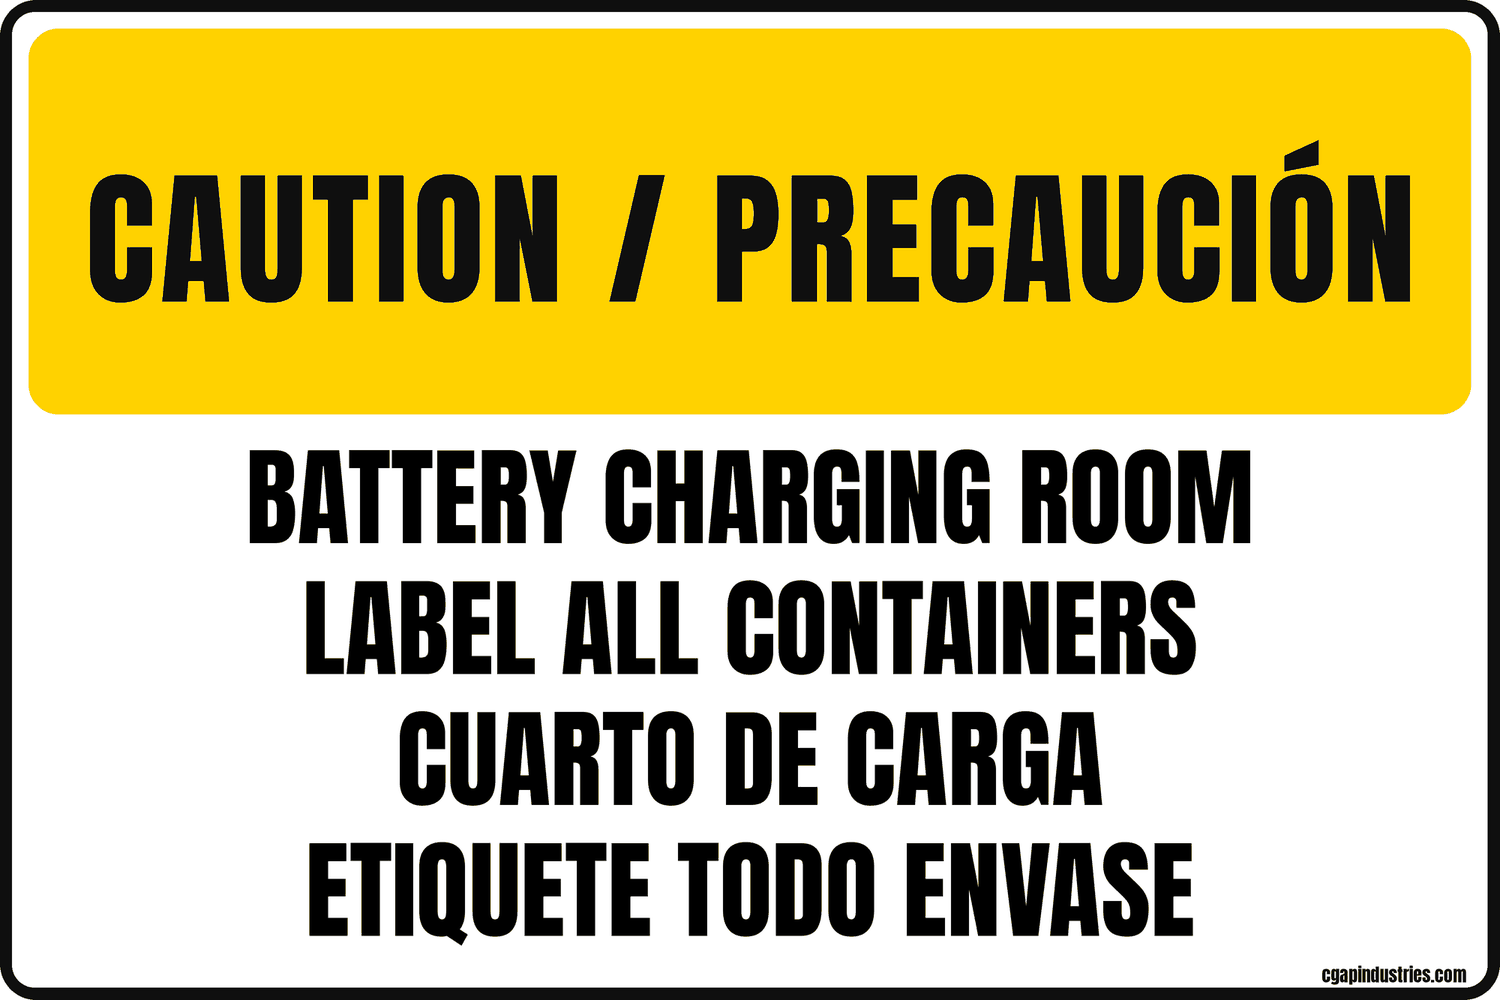 CAUTION / PRECAUCIÓN
BATTERY CHARGING ROOM
LABEL ALL CONTAINERS
CUARTO DE CARGA
ETIQUETE TODO ENVASE
cgapindustries.com